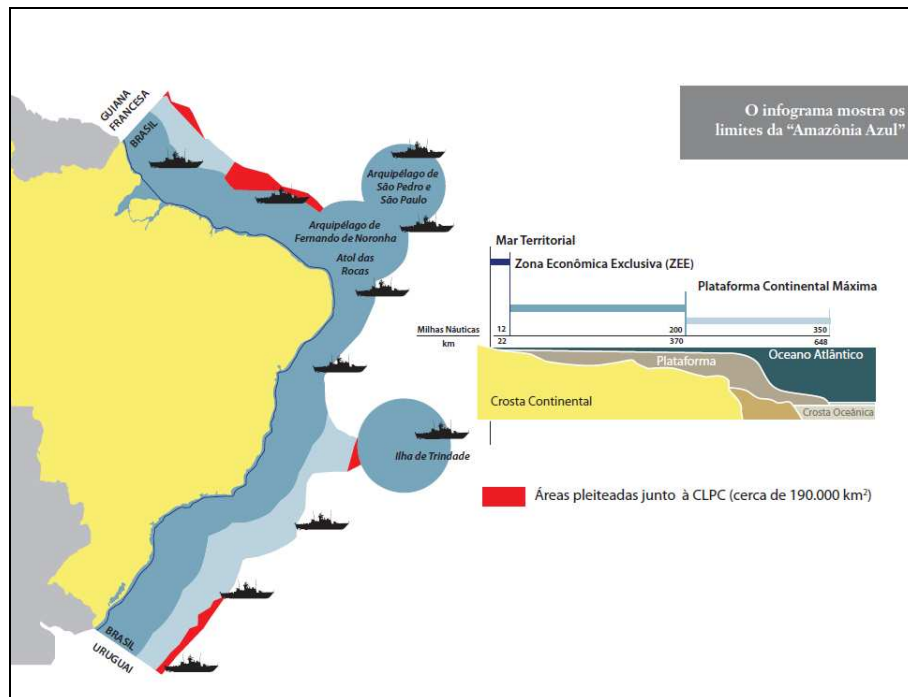 O infograma mostra os
limites da “Amazônia Azul”
GUIANA
FRANCESA
BRASIL
Arquipélago de
São Pedro e
São Paulo
Arquipélago de
Fernando de Noronha
Atol das
Rocas
Mar Territorial
Zona Econômica Exclusiva (ZEE)
Plataforma Continental Máxima
Milhas Náuticas 12 200 350
km 22 370 648
Plataforma
Oceano Atlântico
Crosta Continental
Crosta Oceânica
Ilha de Trindade
Áreas pleiteadas junto à CLPC (cerca de 190.000 km²)
BRASIL
URUGUAI